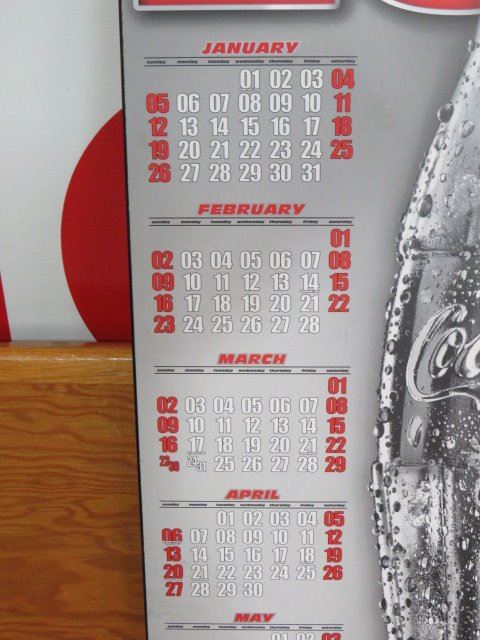 JANUARY
sunday monday tuesday wednesday thursday friday saturday
01 02 03 04
05 06 07 08 09 10 11
12 13 14 15 16 17 18
19 20 21 22 23 24 25
26 27 28 29 30 31
FEBRUARY
sunday monday tuesday wednesday thursday friday saturday
01
02 03 04 05 06 07 08
09 10 11 12 13 14 15
16 17 18 19 20 21 22
23 24 25 26 27 28
MARCH
sunday monday tuesday wednesday thursday friday saturday
01
02 03 04 05 06 07 08
09 10 11 12 13 14 15
16 17 18 19 20 21 22
23/30 24/31 25 26 27 28 29
APRIL
sunday monday tuesday wednesday thursday friday saturday
01 02 03 04 05
06 07 08 09 10 11 12
13 14 15 16 17 18 19
20 21 22 23 24 25 26
27 28 29 30
MAY